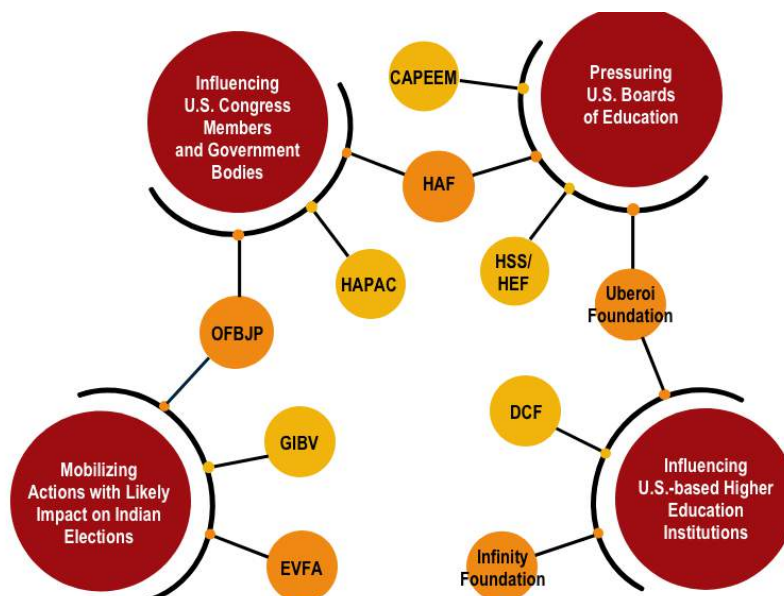 Influencing
U.S. Congress
Members
and Government
Bodies
CAPEEM
Pressuring
U.S. Boards
of Education
HAF
HAPAC
HSS/
HEF
Uberoi
Foundation
OFBJP
GIBV
DCF
Mobilizing
Actions with Likely
Impact on Indian
Elections
Influencing
U.S.-based Higher
Education
Institutions
EVFA
Infinity
Foundation